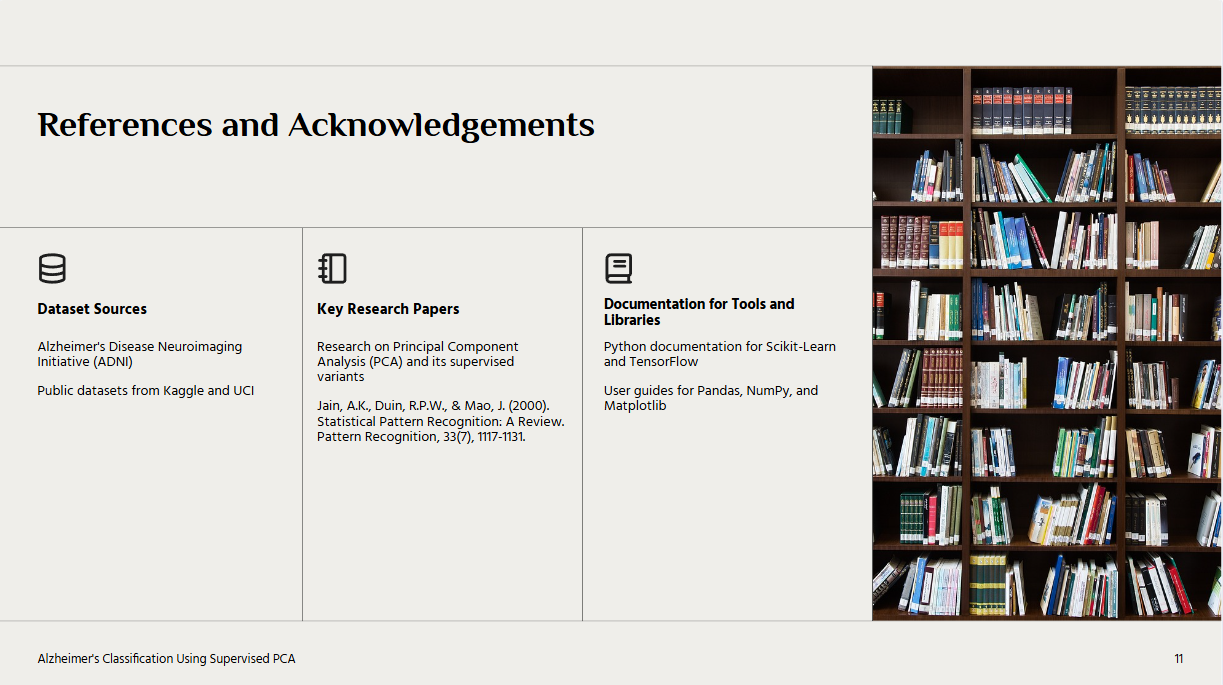 References and Acknowledgements
Dataset Sources
Alzheimer's Disease Neuroimaging
Initiative (ADNI)
Public datasets from Kaggle and UCI
Key Research Papers
Research on Principal Component
Analysis (PCA) and its supervised
variants
Jain, A.K., Duin, R.P.W., & Mao, J. (2000).
Statistical Pattern Recognition: A Review.
Pattern Recognition, 33(7), 1117-1131.
Documentation for Tools and
Libraries
Python documentation for Scikit-Learn
and TensorFlow
User guides for Pandas, NumPy, and
Matplotlib
Alzheimer's Classification Using Supervised PCA
11